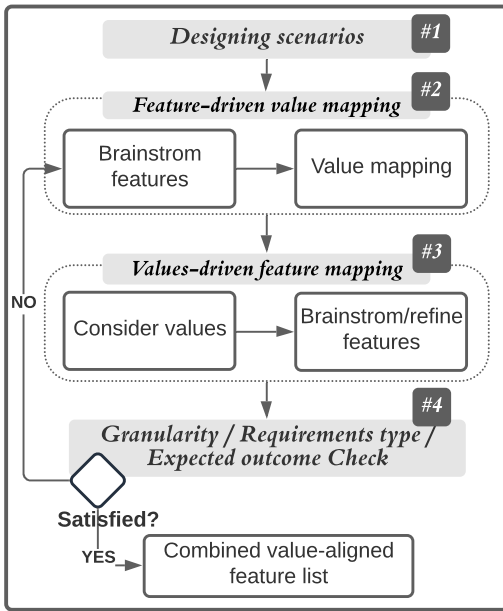 Designing scenarios
#1
#2
Feature-driven value mapping
Brainstrom
features
Value mapping
#3
Values-driven feature mapping
NO
Consider values
Brainstrom/refine
features
#4
Granularity / Requirements type /
Expected outcome Check
Satisfied?
YES
Combined value-aligned
feature list